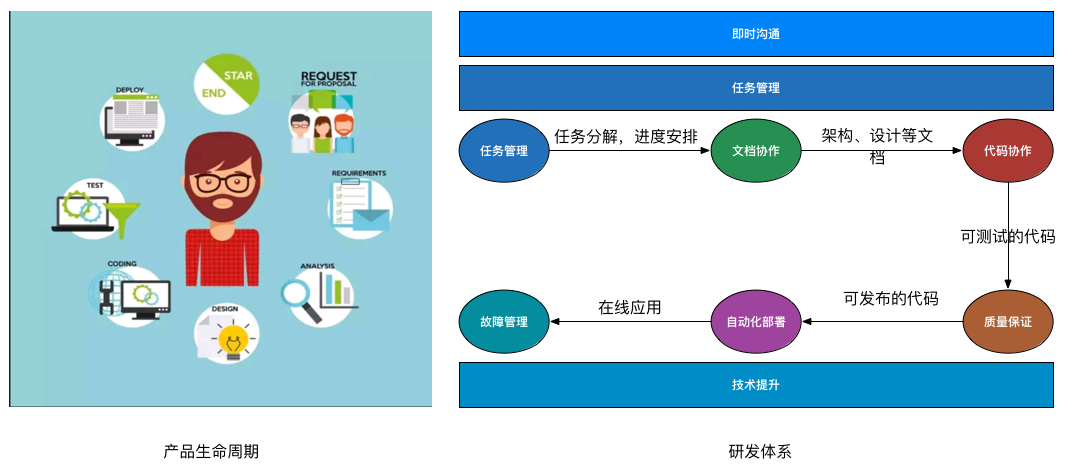 STAR
END
REQUEST
FOR PROPOSAL
DEPLOY
REQUIREMENTS
TEST
CODING
ANALYSIS
DESIGN
产品生命周期
即时沟通
任务管理
任务管理
任务分解，进度安排
文档协作
架构、设计等文
档
代码协作
可测试的代码
故障管理
在线应用
自动化部署
可发布的代码
质量保证
技术提升
研发体系